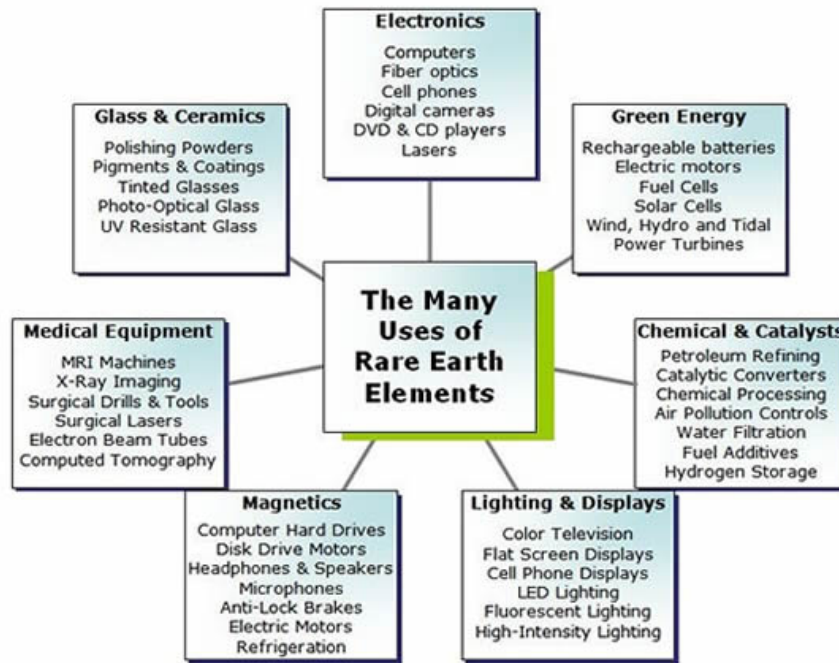 Electronics
Computers
Fiber optics
Cell phones
Digital cameras
DVD & CD players
Lasers
Glass & Ceramics
Polishing Powders
Pigments & Coatings
Tinted Glasses
Photo-Optical Glass
UV Resistant Glass
Green Energy
Rechargeable batteries
Electric motors
Fuel Cells
Solar Cells
Wind, Hydro and Tidal
Power Turbines
The Many
Uses of
Rare Earth
Elements
Medical Equipment
MRI Machines
X-Ray Imaging
Surgical Drills & Tools
Surgical Lasers
Electron Beam Tubes
Computed Tomography
Chemical & Catalysts
Petroleum Refining
Catalytic Converters
Chemical Processing
Air Pollution Controls
Water Filtration
Fuel Additives
Hydrogen Storage
Magnetics
Computer Hard Drives
Disk Drive Motors
Headphones & Speakers
Microphones
Anti-Lock Brakes
Electric Motors
Refrigeration
Lighting & Displays
Color Television
Flat Screen Displays
Cell Phone Displays
LED Lighting
Fluorescent Lighting
High-Intensity Lighting